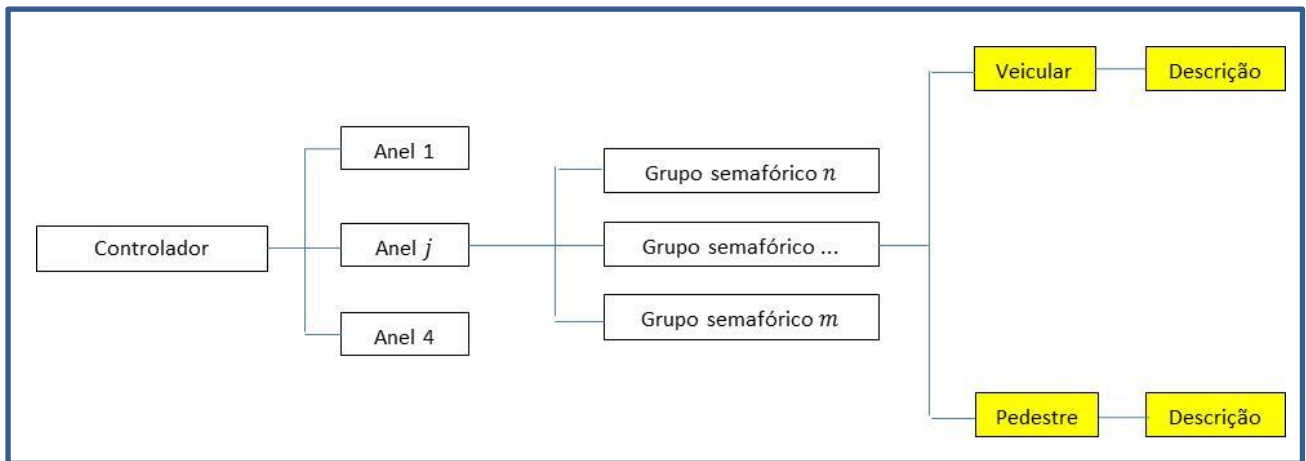 Controlador
Anel 1
Anel j
Anel 4
Grupo semafórico n
Grupo semafórico ...
Grupo semafórico m
Veicular
Descrição
Pedestre
Descrição